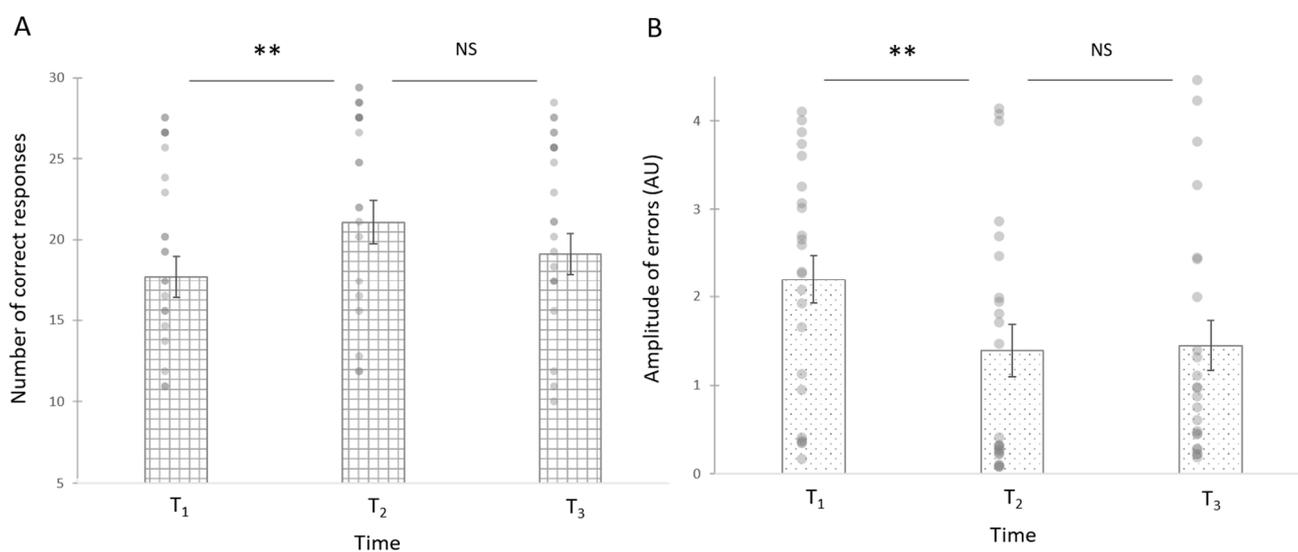 A
** NS
Number of correct responses
30
25
20
15
10
5
T₁ T₂ T₃
Time
B
** NS
Amplitude of errors (AU)
4
3
2
1
0
T₁ T₂ T₃
Time